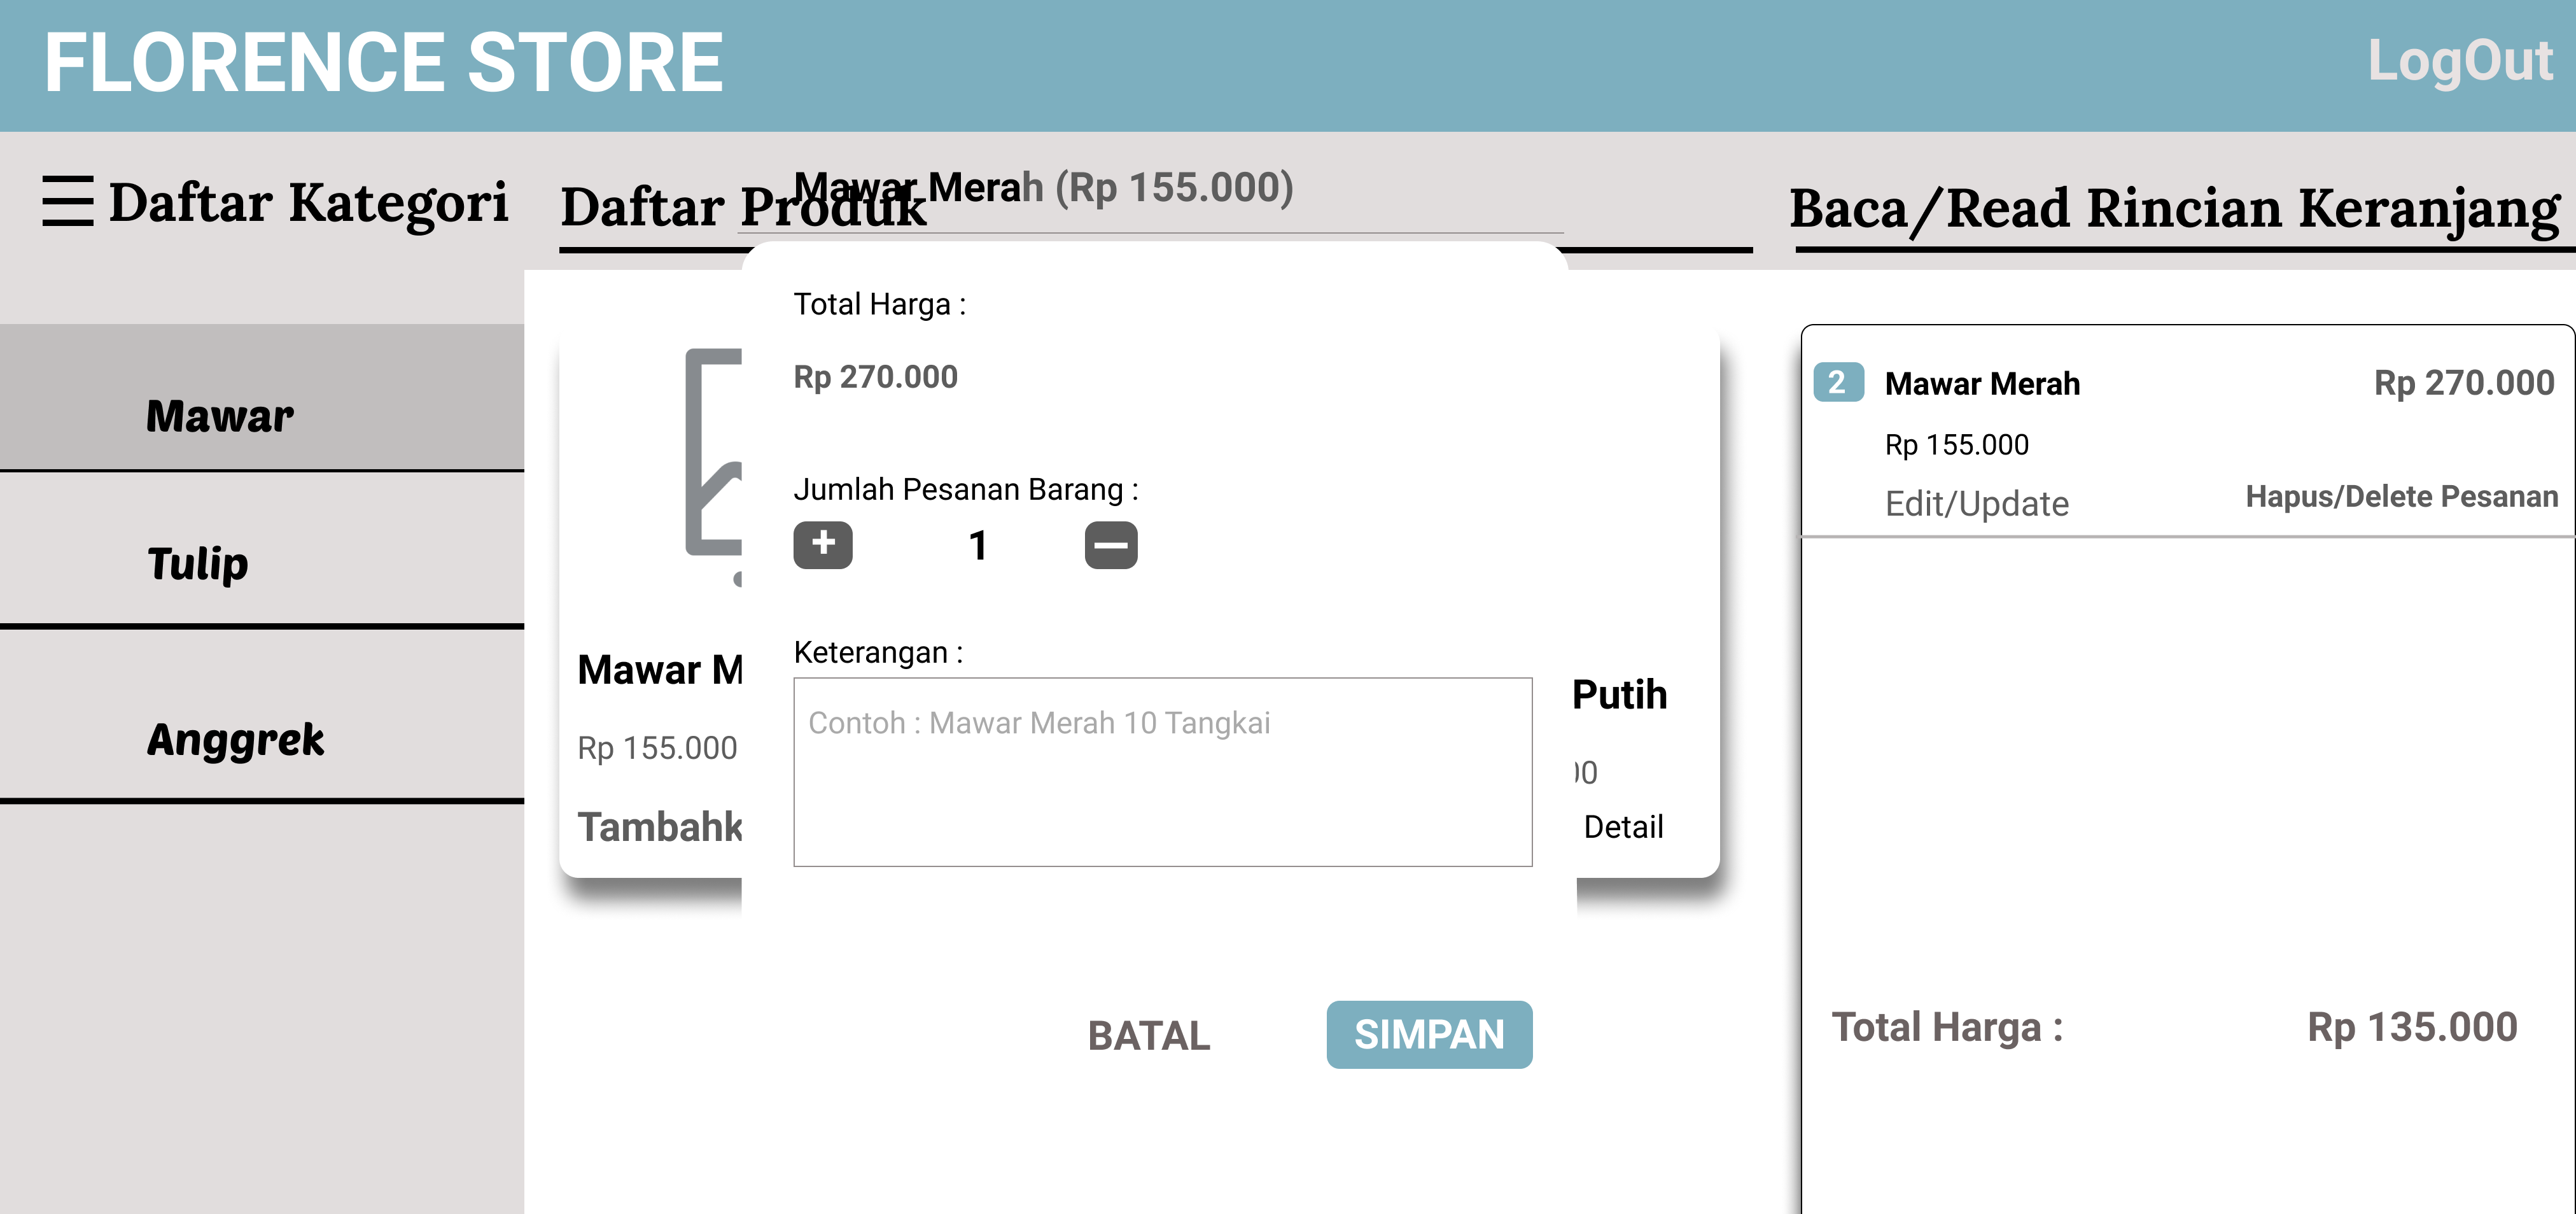 FLORENCE STORE
LogOut
Daftar Kategori
Mawar
Tulip
Anggrek
Daftar Produk
Mawar Merah (Rp 155.000)
Total Harga :
Rp 270.000
Jumlah Pesanan Barang :
+ 1 —
Keterangan :
Contoh : Mawar Merah 10 Tangkai
BATAL
SIMPAN
Mawar M
Rp 155.000
Tambahk
Putih
00
Detail
Baca/Read Rincian Keranjang
2 Mawar Merah Rp 270.000
Rp 155.000
Edit/Update Hapus/Delete Pesanan
Total Harga : Rp 135.000